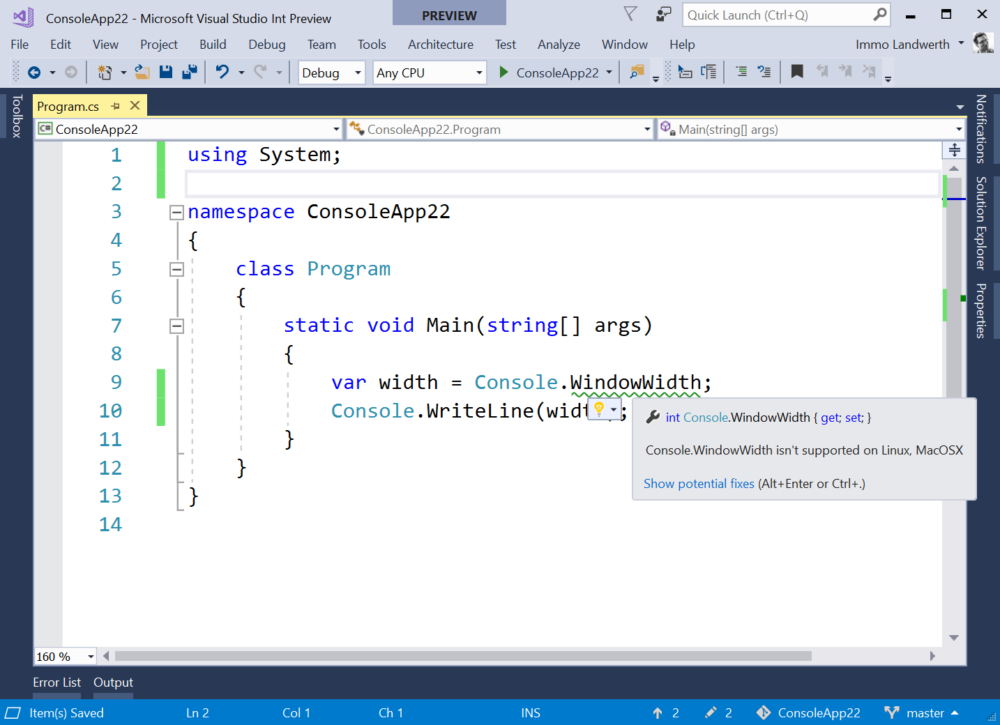 ConsoleApp22 - Microsoft Visual Studio Int Preview
PREVIEW
Quick Launch (Ctrl+Q)
File Edit View Project Build Debug Team Tools Architecture Test Analyze Window Help Immo Landwerth
Debug Any CPU ConsoleApp22
Toolbox
Program.cs
C# ConsoleApp22 ConsoleApp22.Program Main(string[] args)
1 using System;
2
3 namespace ConsoleApp22
4 {
5 class Program
6 {
7 static void Main(string[] args)
8 {
9 var width = Console.WindowWidth;
10 Console.WriteLine(widt ;
11 }
12 }
13 }
14
int Console.WindowWidth { get; set; }
Console.WindowWidth isn't supported on Linux, MacOSX
Show potential fixes (Alt+Enter or Ctrl+.)
Notifications
Solution Explorer
Properties
160 %
Error List Output
Item(s) Saved Ln 2 Col 1 Ch 1 INS 2 2 ConsoleApp22 master